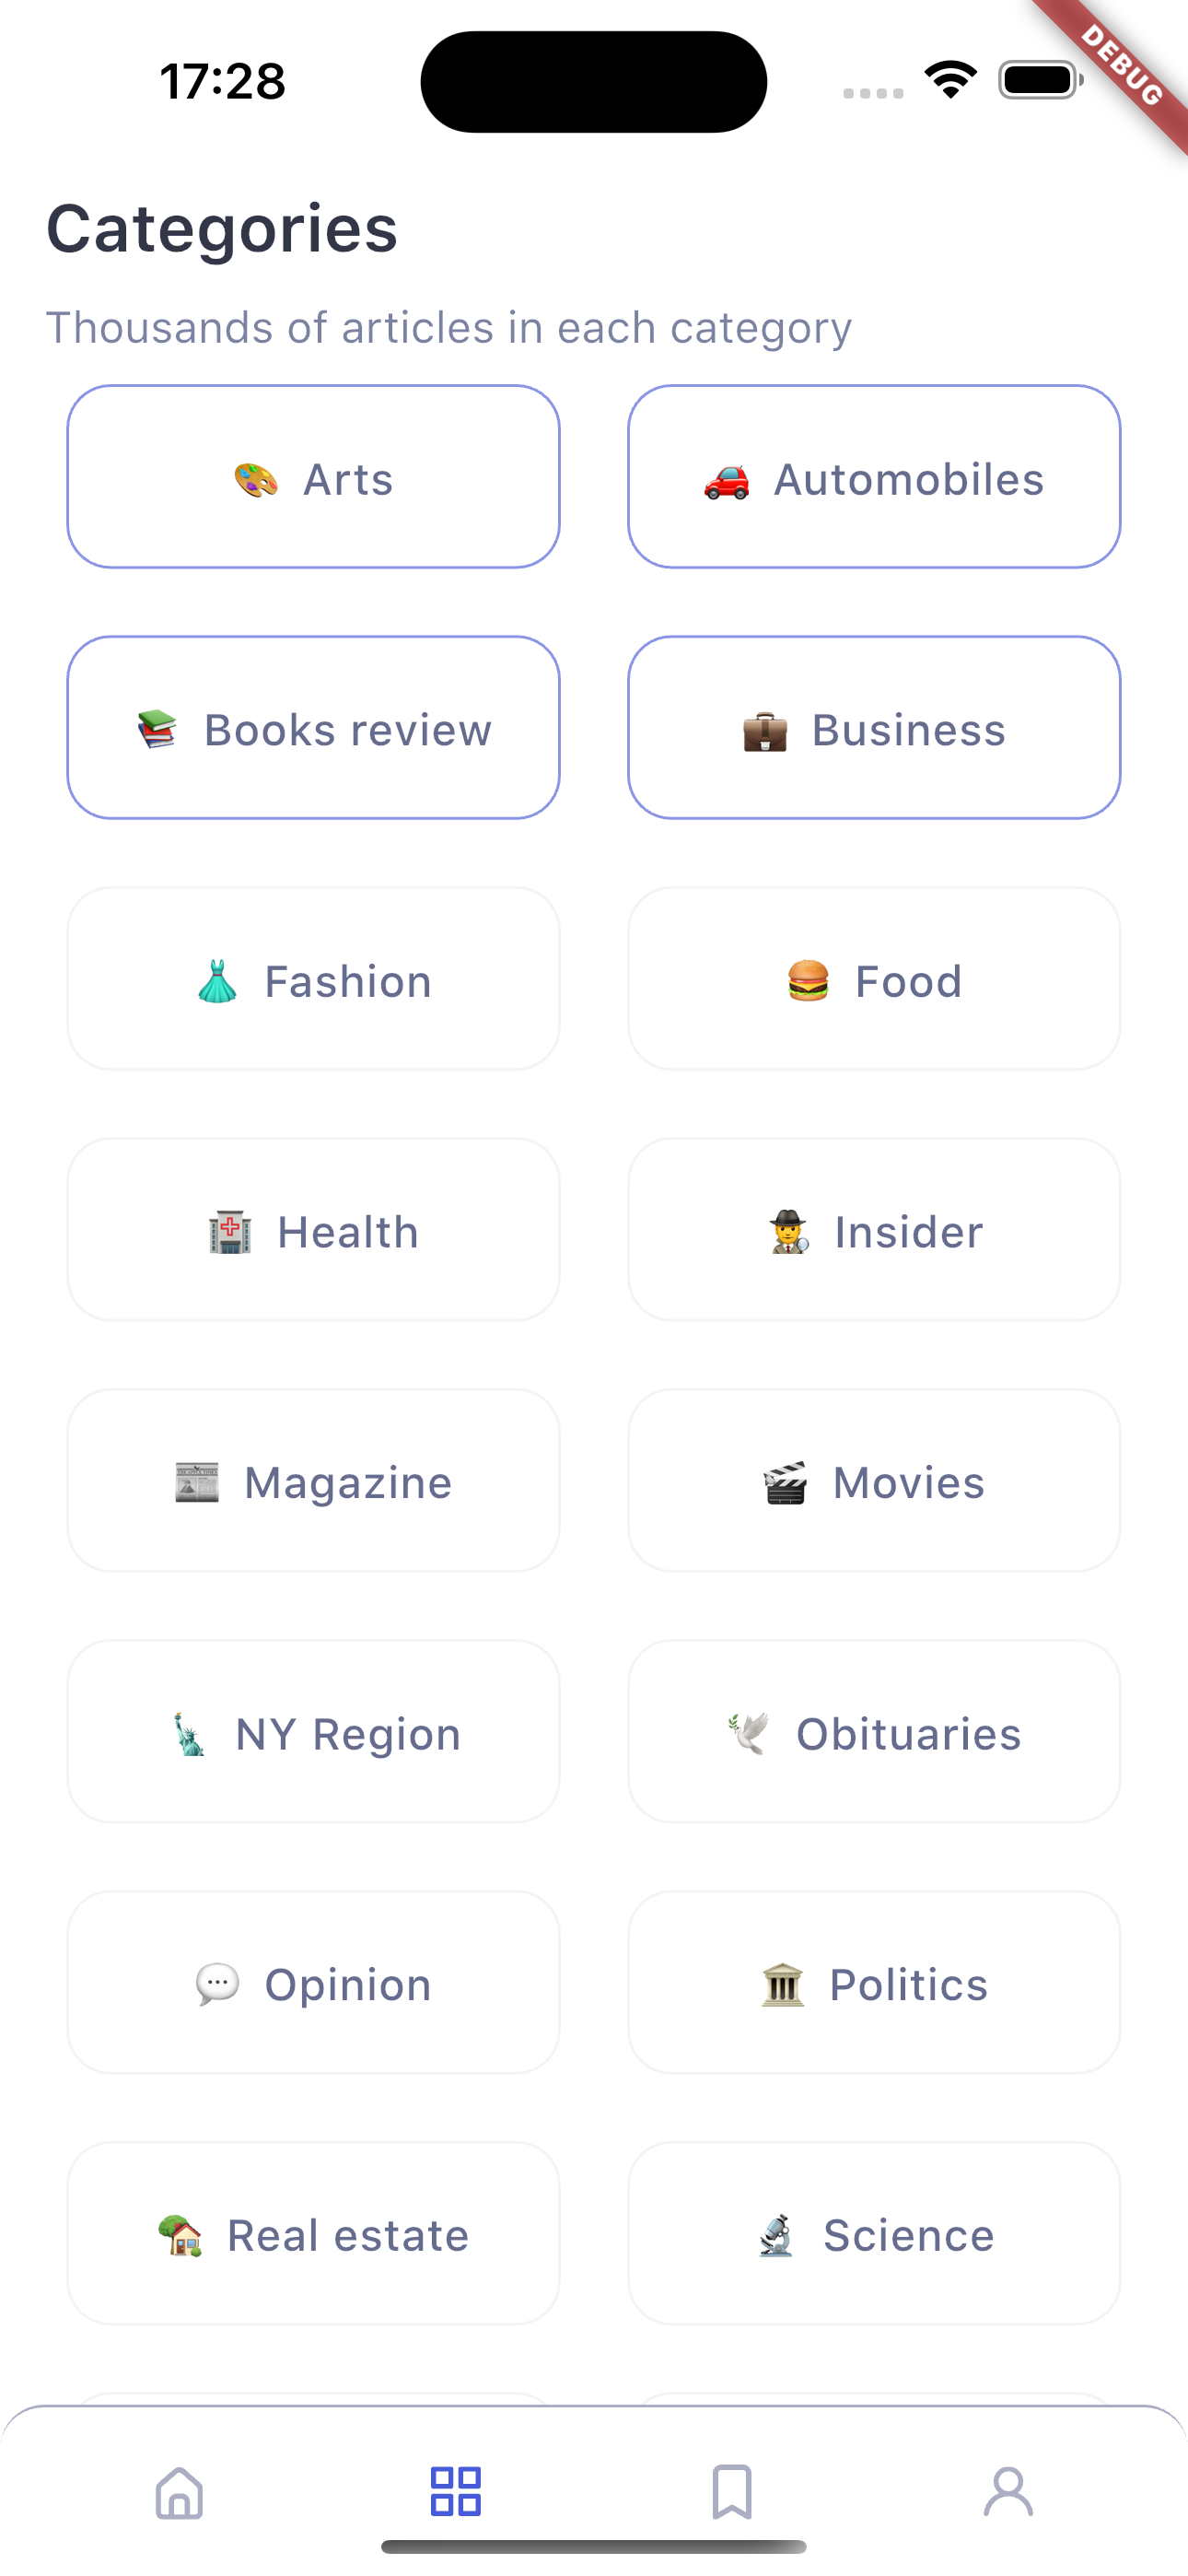 17:28
DEBUG
Categories
Thousands of articles in each category
Arts
Automobiles
Books review
Business
Fashion
Food
Health
Insider
Magazine
Movies
NY Region
Obituaries
Opinion
Politics
Real estate
Science